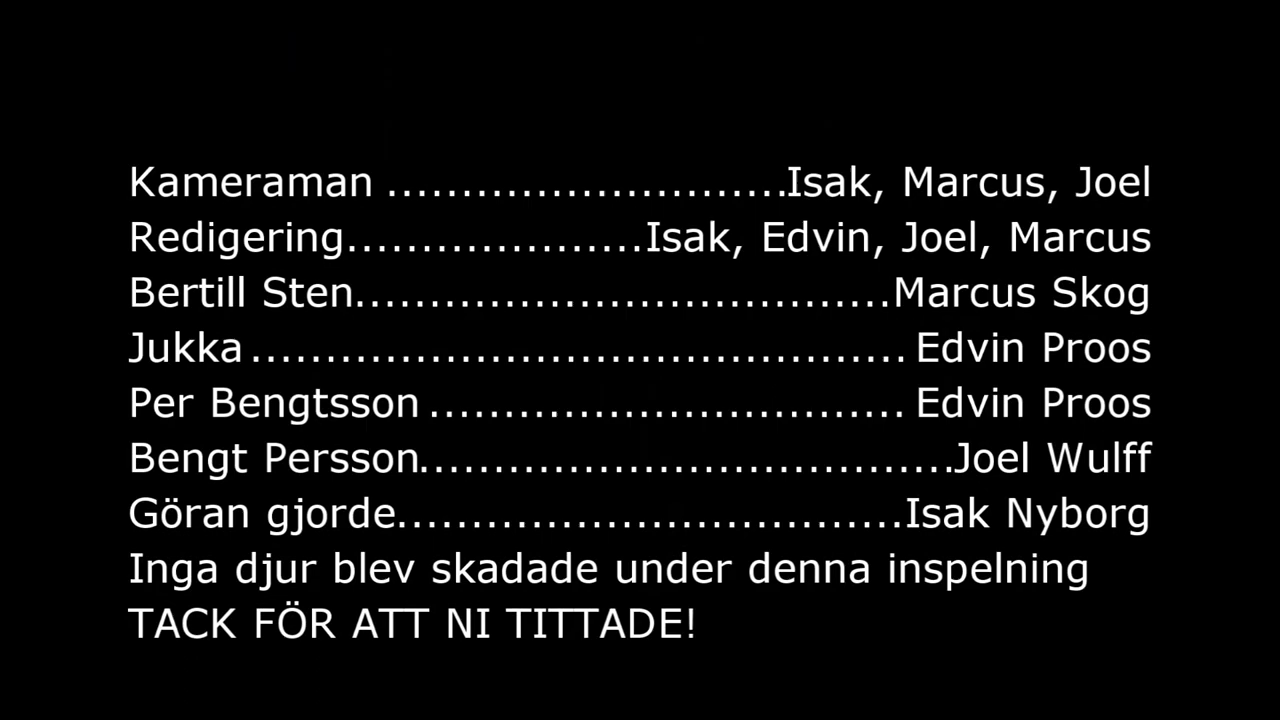 Kameraman ...........................Isak, Marcus, Joel
Redigering....................Isak, Edvin, Joel, Marcus
Bertill Sten....................................Marcus Skog
Jukka............................................ Edvin Proos
Per Bengtsson ................................ Edvin Proos
Bengt Persson....................................Joel Wulff
Göran gjorde..................................Isak Nyborg
Inga djur blev skadade under denna inspelning
TACK FÖR ATT NI TITTADE!